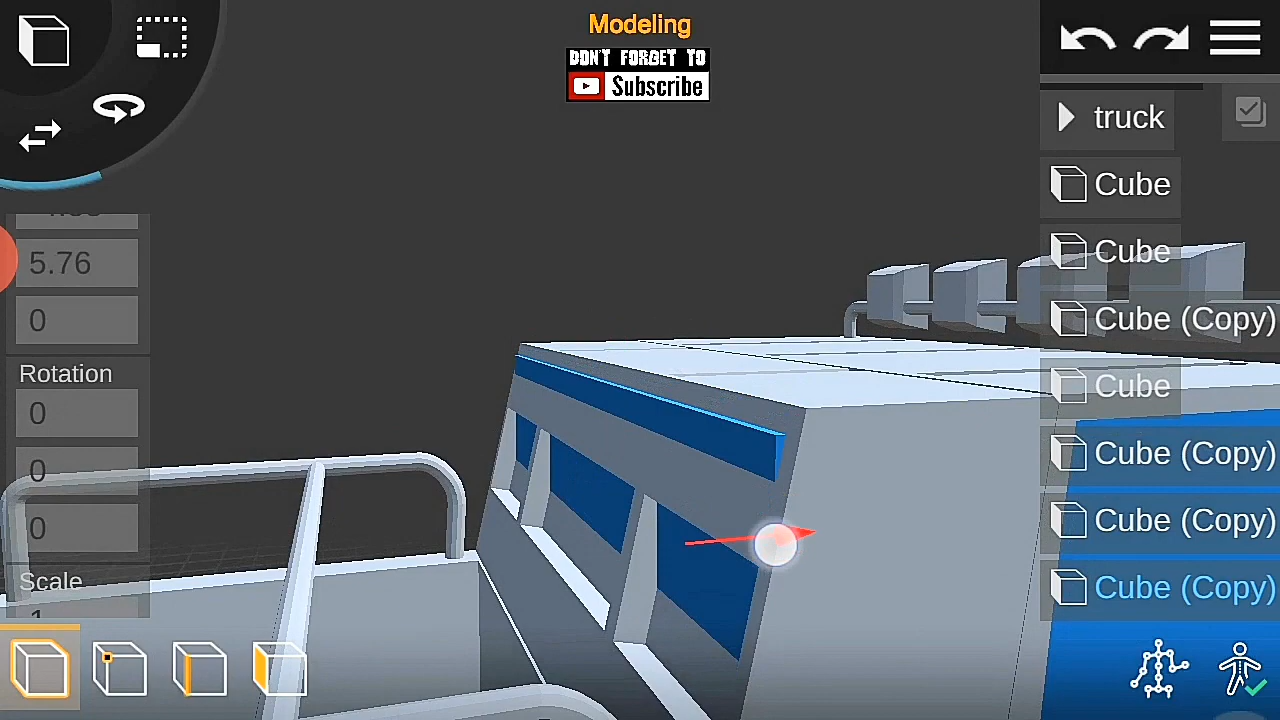 Modeling
DON'T FORGET TO
Subscribe
truck
Cube
Cube
Cube (Copy)
Cube
Cube (Copy)
Cube (Copy)
Cube (Copy)
5.76
0
Rotation
0
0
0
Scale